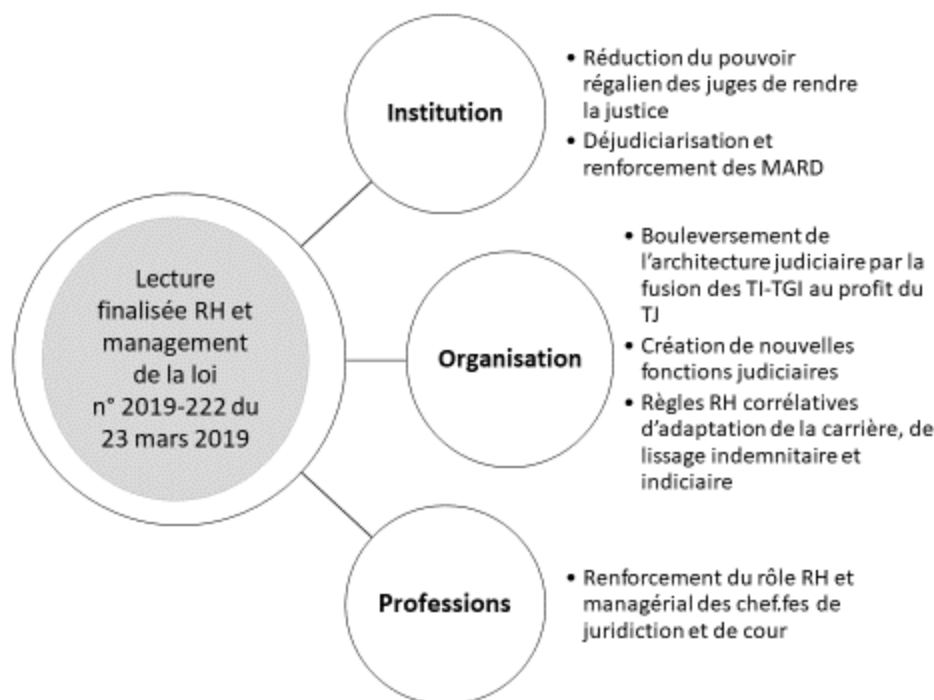 Lecture
finalisée RH et
management
de la loi
n° 2019-222 du
23 mars 2019
Institution
• Réduction du pouvoir
régalien des juges de rendre
la justice
• Déjudiciarisation et
renforcement des MARD
Organisation
• Bouleversement de
l'architecture judiciaire par la
fusion des TI-TGI au profit du
TJ
• Création de nouvelles
fonctions judiciaires
• Règles RH corrélatives
d'adaptation de la carrière, de
lissage indemnitaire et
indiciaire
Professions
• Renforcement du rôle RH et
managérial des chef.fes de
juridiction et de cour